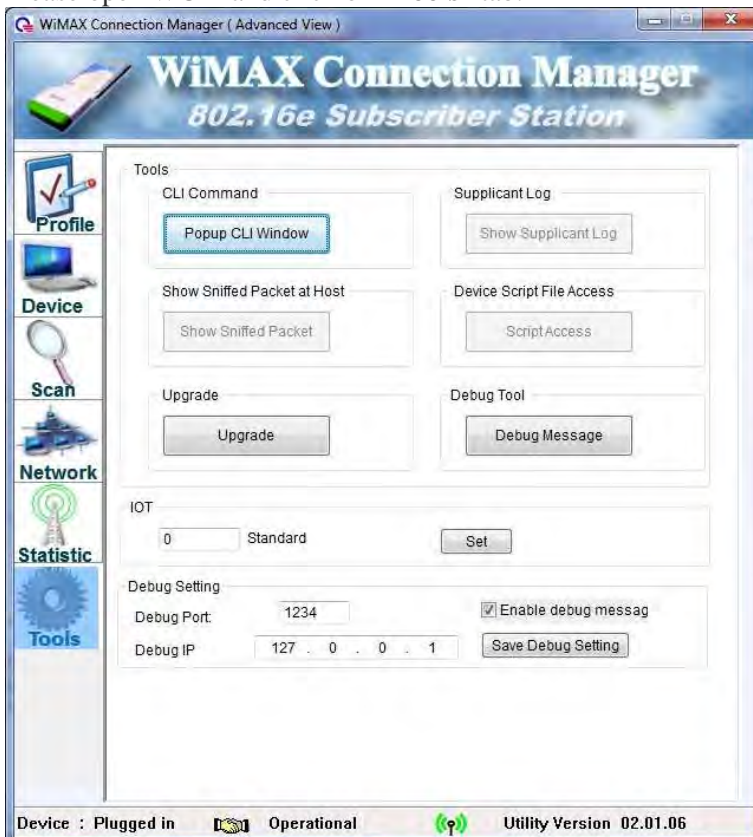 WiMAX Connection Manager ( Advanced View )
WiMAX Connection Manager
802.16e Subscriber Station
Profile
Device
Scan
Network
Statistic
Tools
Tools
CLI Command
Popup CLI Window
Supplicant Log
Show Supplicant Log
Show Sniffed Packet at Host
Show Sniffed Packet
Device Script File Access
Script Access
Upgrade
Upgrade
Debug Tool
Debug Message
IOT
0 Standard Set
Debug Setting
Debug Port: 1234
Enable debug messag
Debug IP 127 . 0 . 0 . 1
Save Debug Setting
Device : Plugged in Operational Utility Version 02.01.06